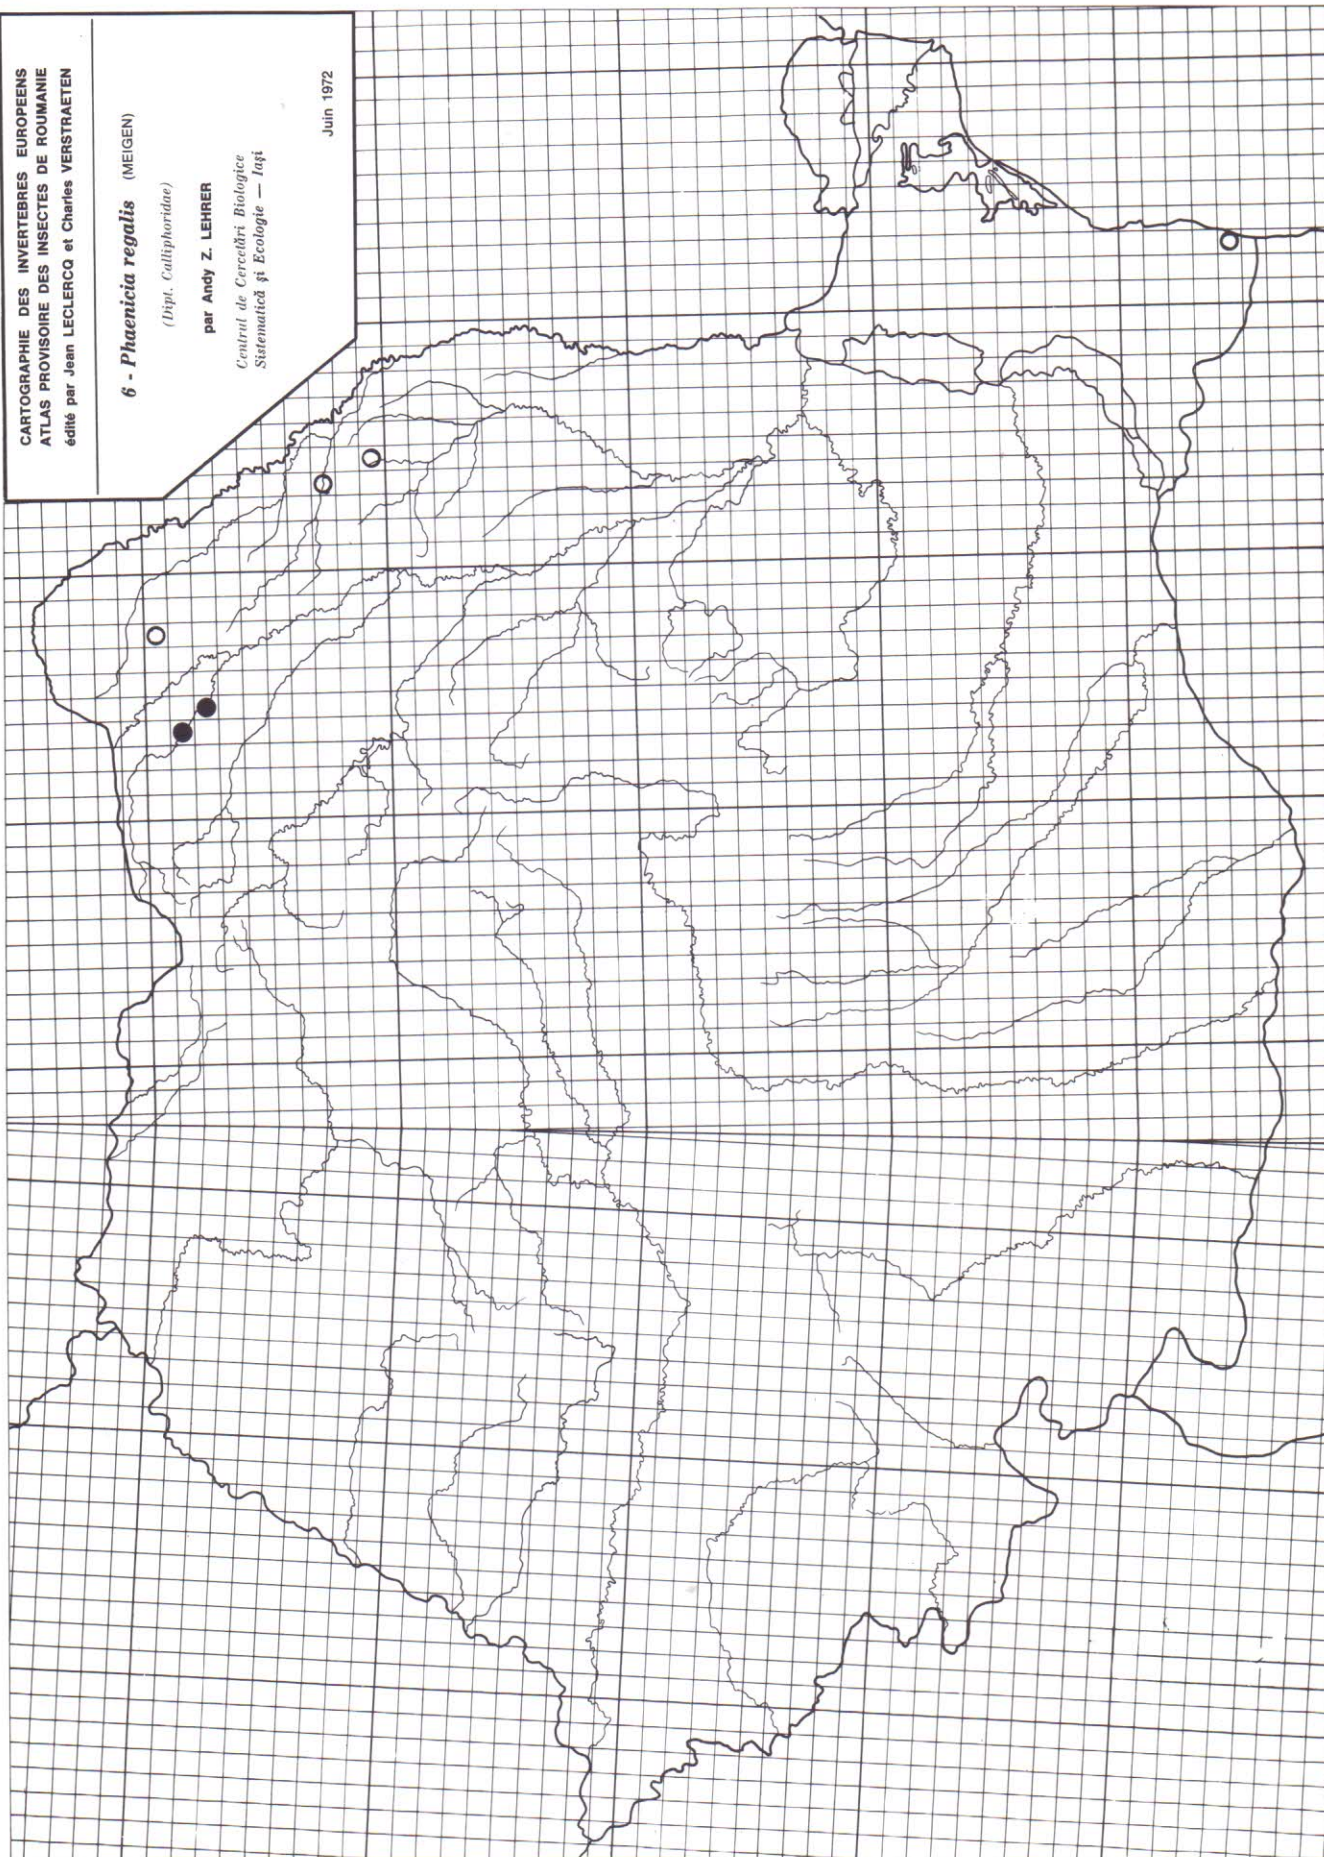 CARTOGRAPHIE DES INVERTEBRES EUROPEENS
ATLAS PROVISOIRE DES INSECTES DE ROUMANIE
édité par Jean LECLERCQ et Charles VERSTRAETEN
6 - Phaenicia regalis (MEIGEN)
(Dipt. Calliphoridae)
par Andy Z. LEHRER
Centrul de Cercetări Biologice
Sistematică şi Ecologie — Iaşi
Juin 1972